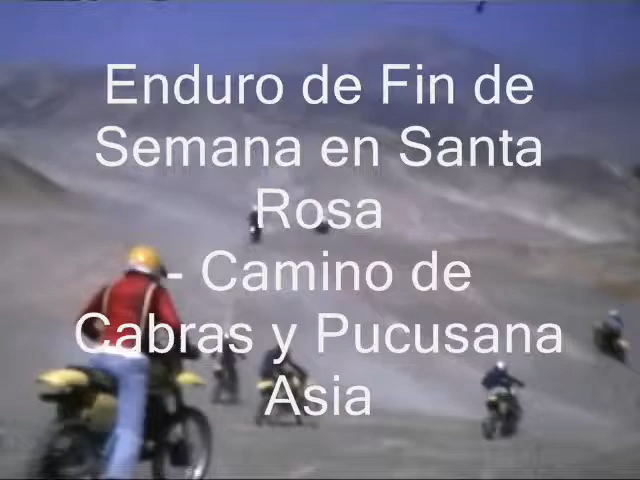 Enduro de Fin de
Semana en Santa
Rosa
- Camino de
Cabras y Pucusana
Asia